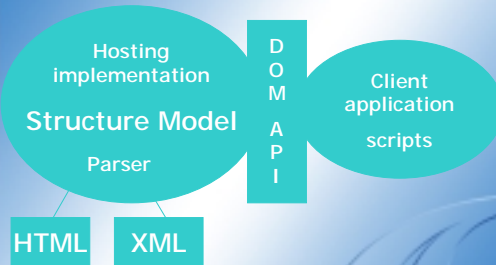 Hosting
implementation
Structure Model
Parser
HTML
XML
D
O
M
A
P
I
Client
application
scripts